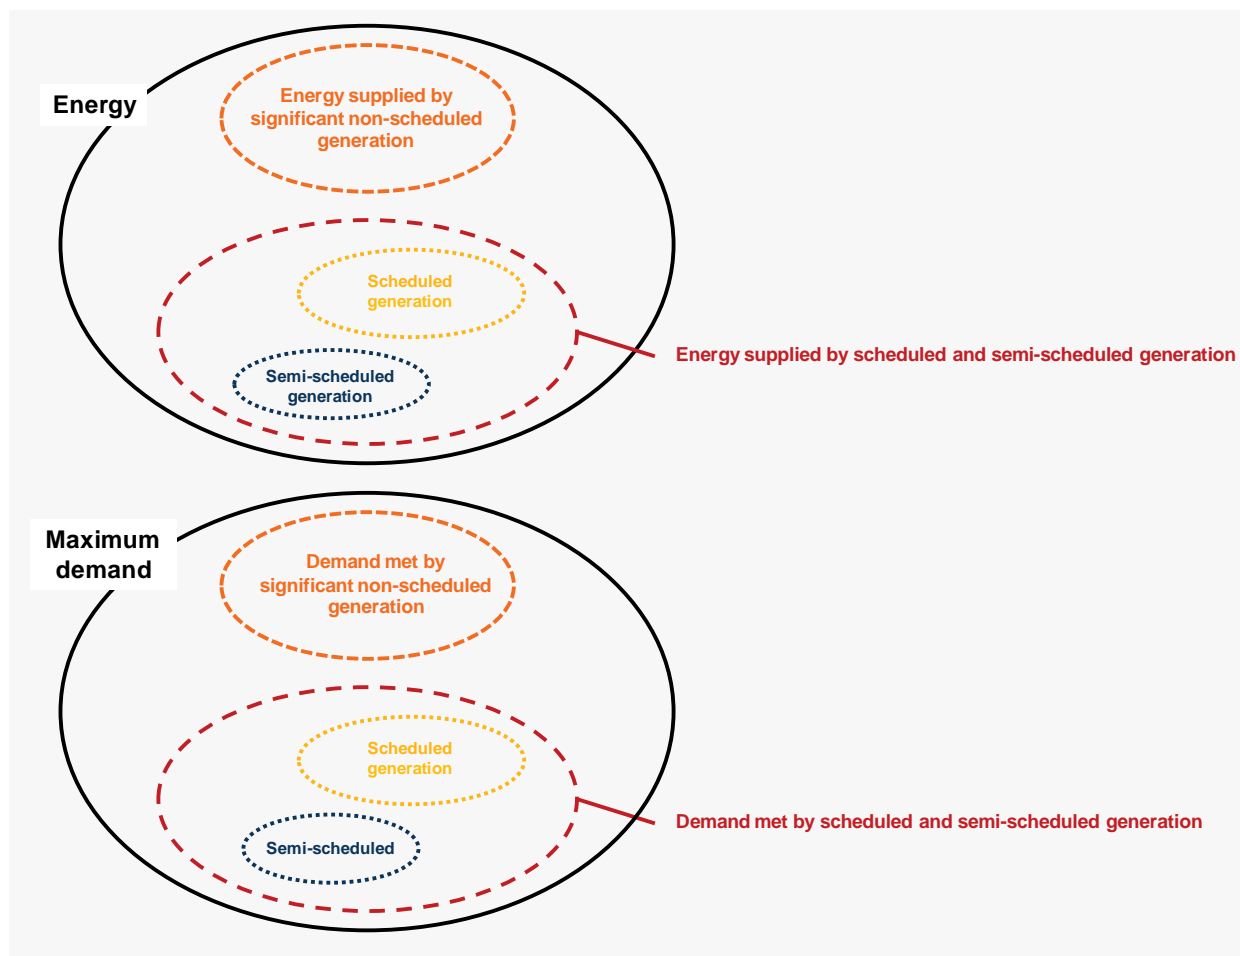 Energy
Energy supplied by
significant non-scheduled
generation
Scheduled
generation
Semi-scheduled
generation
Energy supplied by scheduled and semi-scheduled generation
Maximum
demand
Demand met by
significant non-scheduled
generation
Scheduled
generation
Semi-scheduled
Demand met by scheduled and semi-scheduled generation